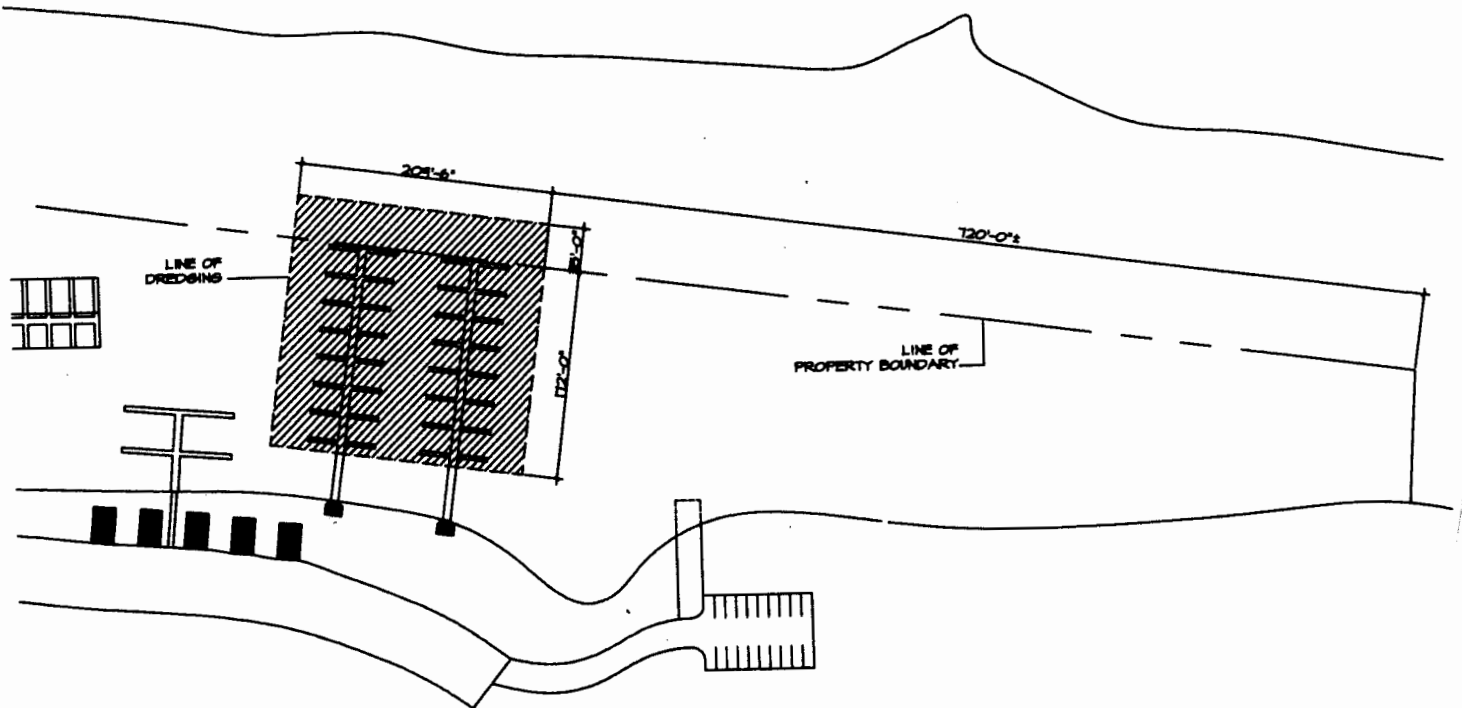 209'-6"
720'-0"±
LINE OF
DREDGING
172'-0"
LINE OF
PROPERTY BOUNDARY